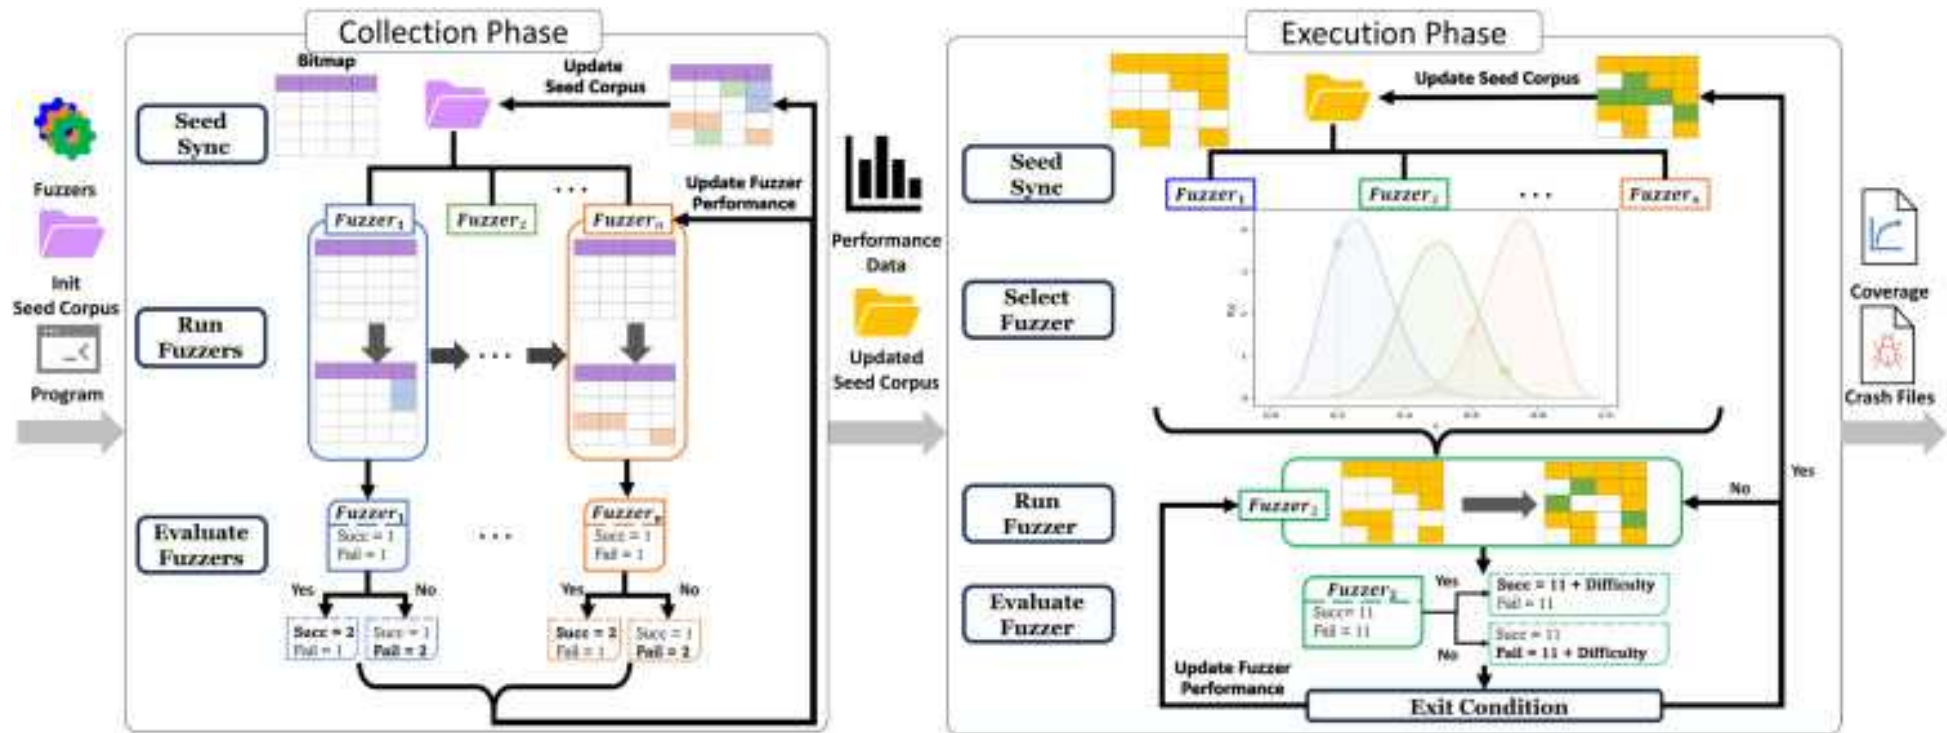 Collection Phase
Execution Phase
Fuzzers
Init
Seed Corpus
Program
Bitmap
Update
Seed Corpus
Seed
Sync
Update Fuzzer
Performance
Fuzzer1
Fuzzer2
...
Fuzzern
Run
Fuzzers
...
Evaluate
Fuzzers
Fuzzer1
Succ = 1
Fail = 1
...
Fuzzern
Succ = 1
Fail = 1
Yes
No
Yes
No
Succ = 2
Fail = 1
Succ = 1
Fail = 2
Succ = 2
Fail = 1
Succ = 1
Fail = 2
Performance
Data
Updated
Seed Corpus
Update Seed Corpus
Seed
Sync
Fuzzer1
Fuzzer2
...
Fuzzern
Select
Fuzzer
Run
Fuzzer
Fuzzer2
No
Yes
Evaluate
Fuzzer
Fuzzer2
Succ= 11
Fail = 11
Yes
No
Succ = 11 + Difficulty
Fail = 11
Succ = 11
Fail = 11 + Difficulty
Update Fuzzer
Performance
Exit Condition
Coverage
Crash Files